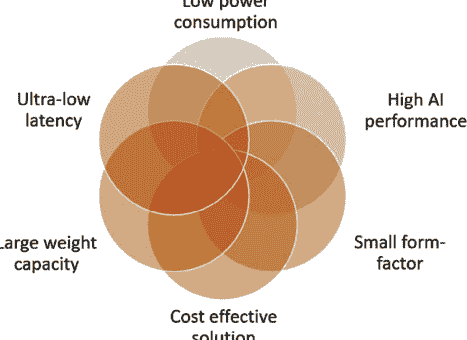 Low power
consumption
Ultra-low
latency
High AI
performance
Large weight
capacity
Small form-
factor
Cost effective
solution